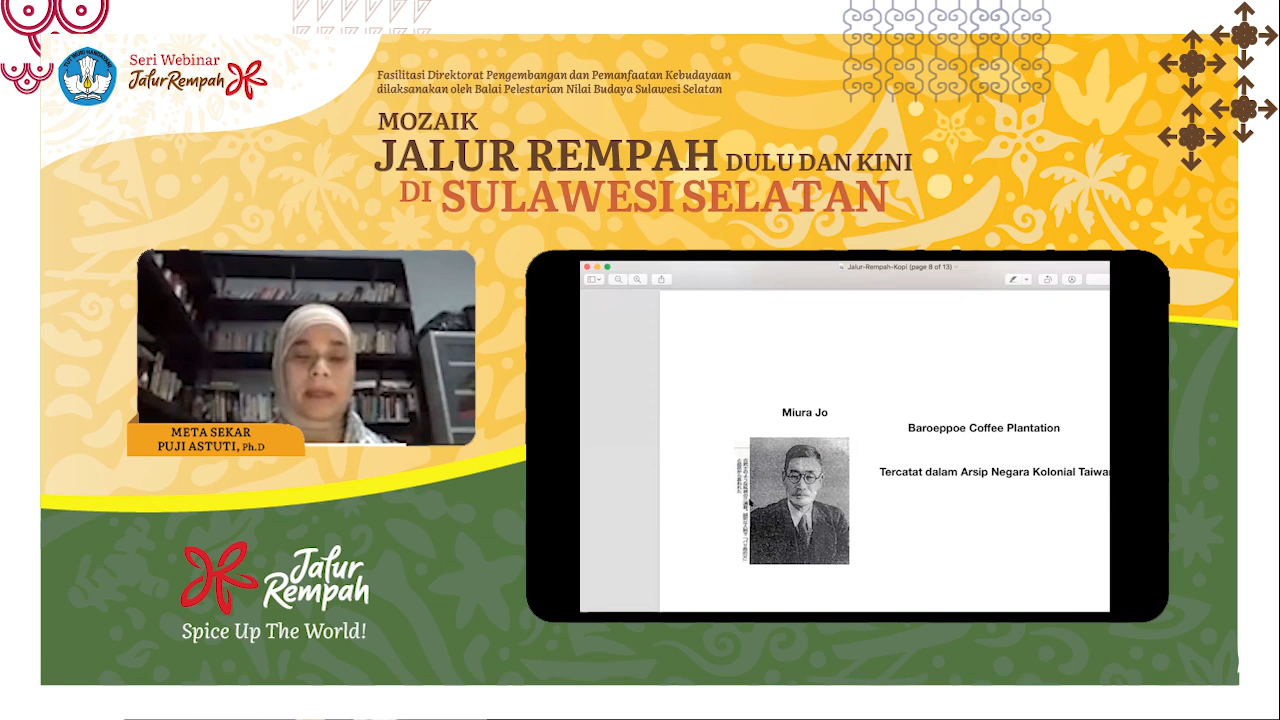 Seri Webinar
Jalur Rempah
Fasilitasi Direktorat Pengembangan dan Pemanfaatan Kebudayaan
dilaksanakan oleh Balai Pelestarian Nilai Budaya Sulawesi Selatan
MOZAIK
JALUR REMPAH DULU DAN KINI
DI SULAWESI SELATAN
META SEKAR
PUJI ASTUTI, Ph.D
Jalur-Rempah-Kopi (page 8 of 13)
Miura Jo
Baroeppoe Coffee Plantation
Tercatat dalam Arsip Negara Kolonial Taiwan
Jalur
Rempah
Spice Up The World!